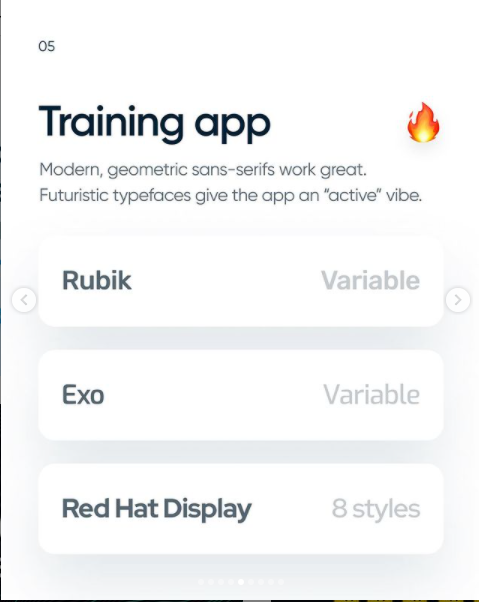 05
Training app
Modern, geometric sans-serifs work great.
Futuristic typefaces give the app an “active” vibe.
Rubik Variable
Exo Variable
Red Hat Display 8 styles